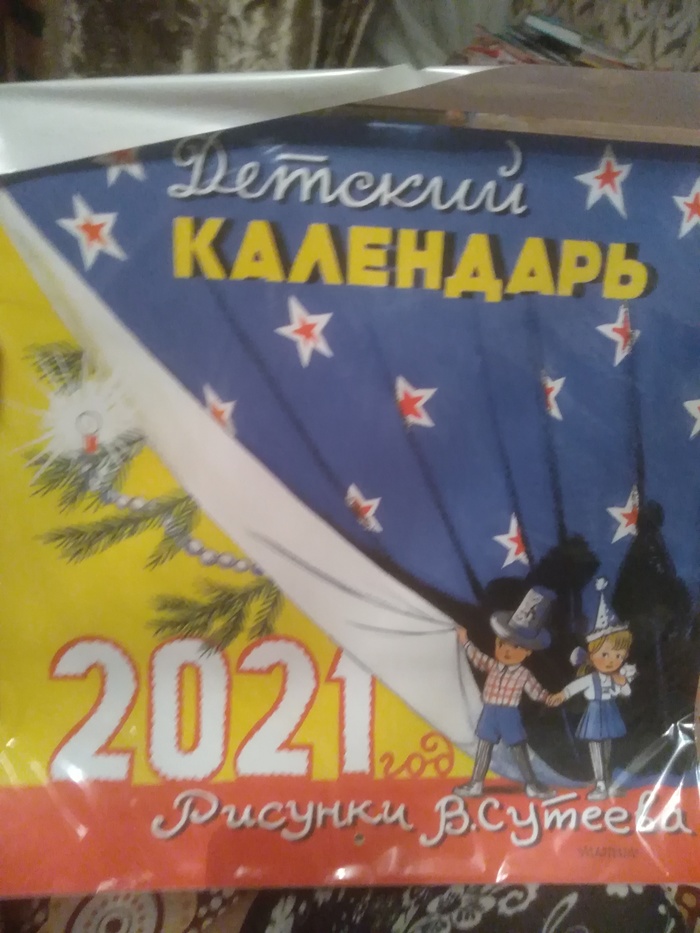 Детский
КАЛЕНДАРЬ
2021 год
Рисунки В.Сутеева